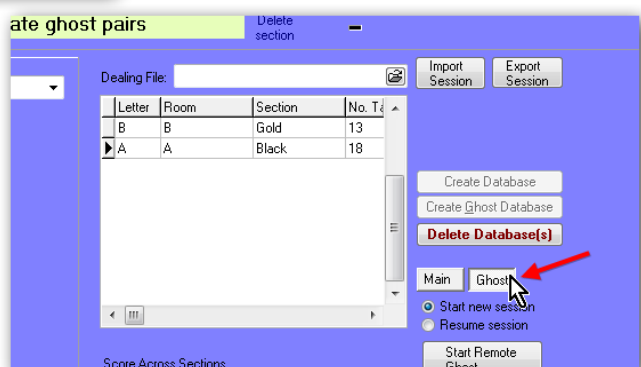 ate ghost pairs
Delete
section
Dealing File:
Import
Session
Export
Session
Letter Room Section No. Ta
B B Gold 13
A A Black 18
Create Database
Create Ghost Database
Delete Database(s)
Main Ghost
Start new session
Resume session
Start Remote
Ghost
Score Across Sections